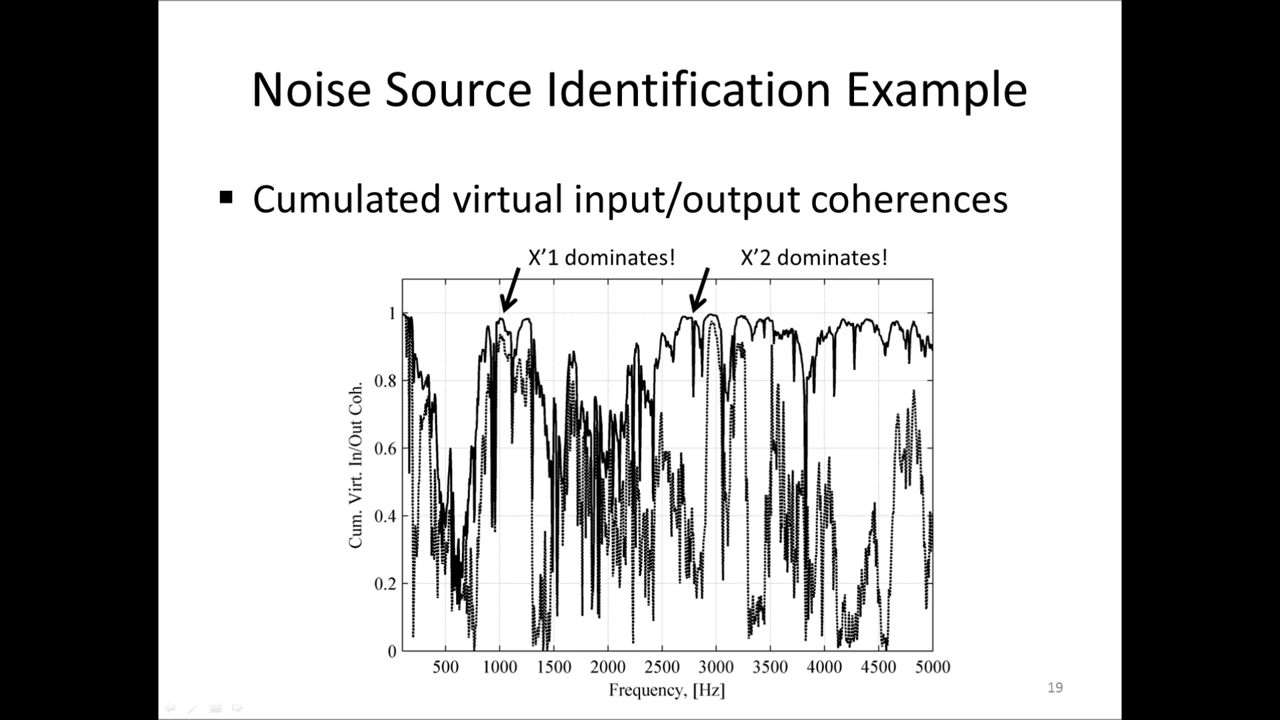 Noise Source Identification Example
▪ Cumulated virtual input/output coherences
X’1 dominates! X’2 dominates!
Cum. Virt. In/Out Coh.
1
0.8
0.6
0.4
0.2
0
500 1000 1500 2000 2500 3000 3500 4000 4500 5000
Frequency, [Hz]
19